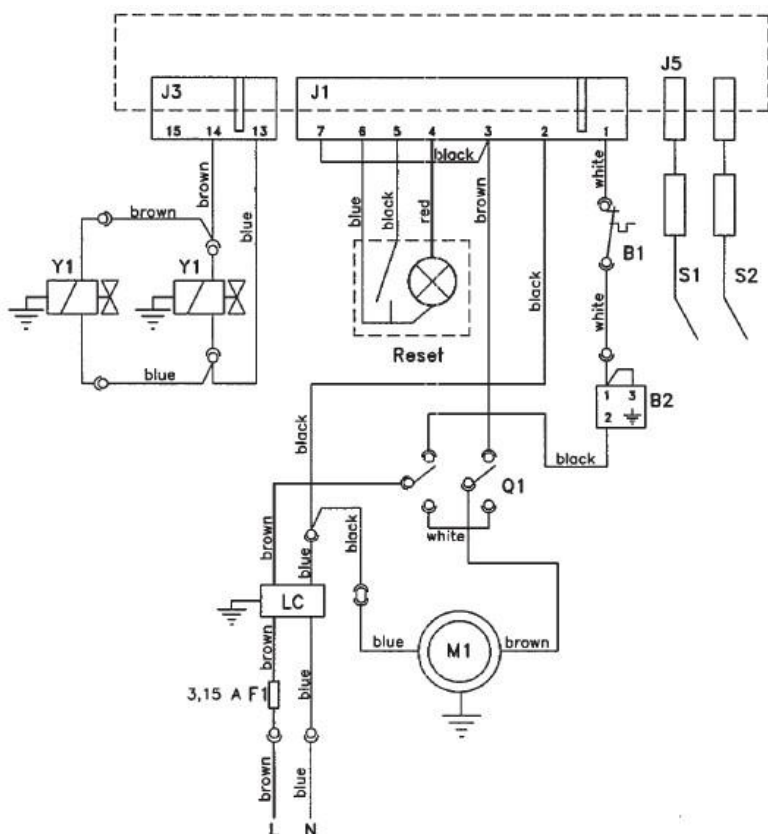 J3
J1
J5
15 14 13
7 6 5 4 3 2 1
black
white
brown
blue
brown
blue
black
red
brown
B1
S1
S2
Y1
Y1
black
white
Reset
blue
1 3
2
B2
black
black
Q1
brown
blue
black
white
LC
blue
M1
brown
brown
blue
3,15 A F1
brown
blue
L N